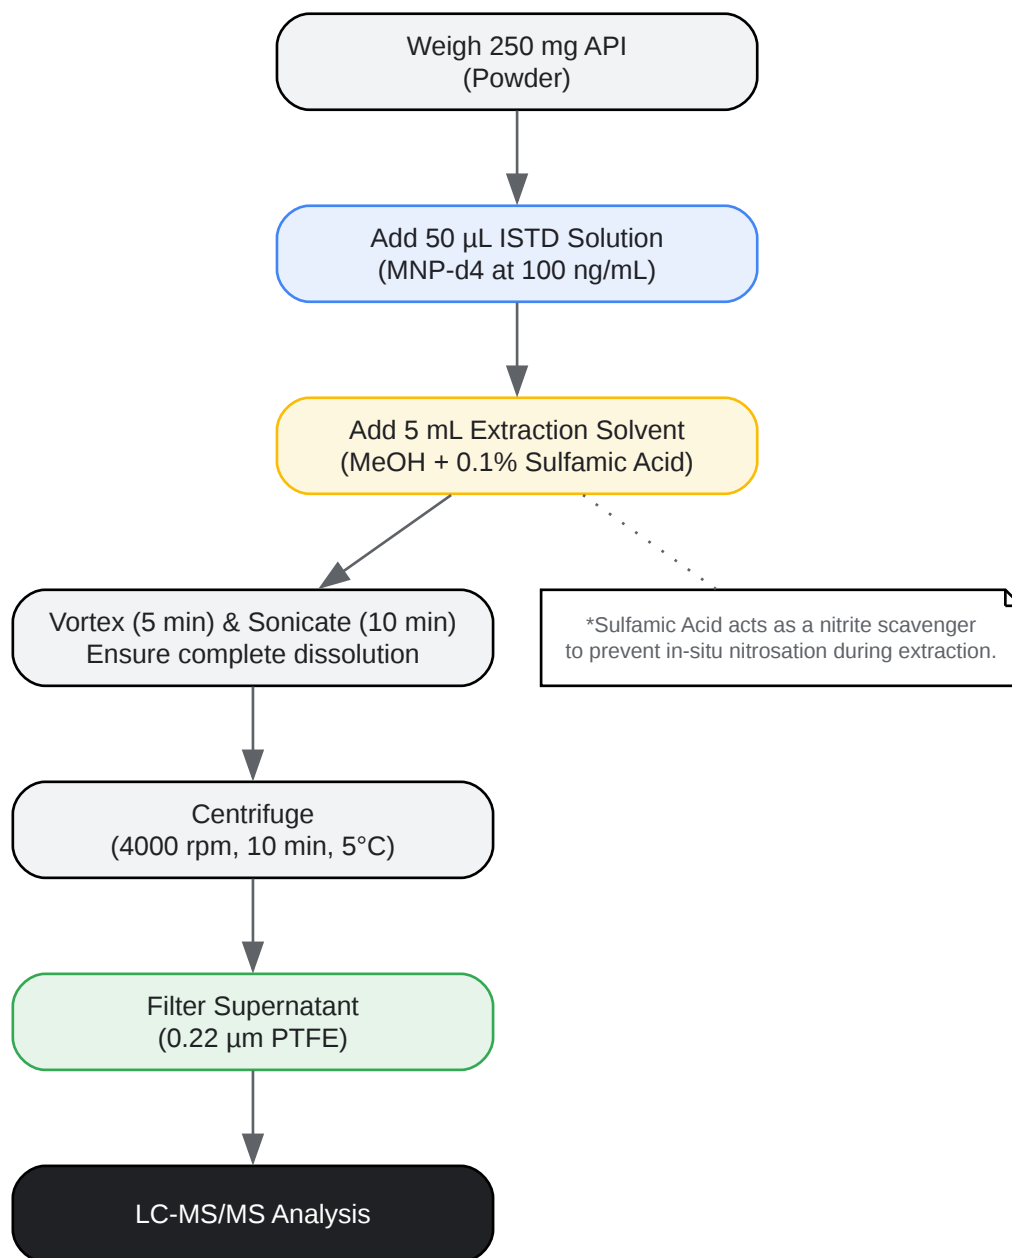 Weigh 250 mg API
(Powder)
Add 50 µL ISTD Solution
(MNP-d4 at 100 ng/mL)
Add 5 mL Extraction Solvent
(MeOH + 0.1% Sulfamic Acid)
Vortex (5 min) & Sonicate (10 min)
Ensure complete dissolution
*Sulfamic Acid acts as a nitrite scavenger
to prevent in-situ nitrosation during extraction.
Centrifuge
(4000 rpm, 10 min, 5°C)
Filter Supernatant
(0.22 µm PTFE)
LC-MS/MS Analysis